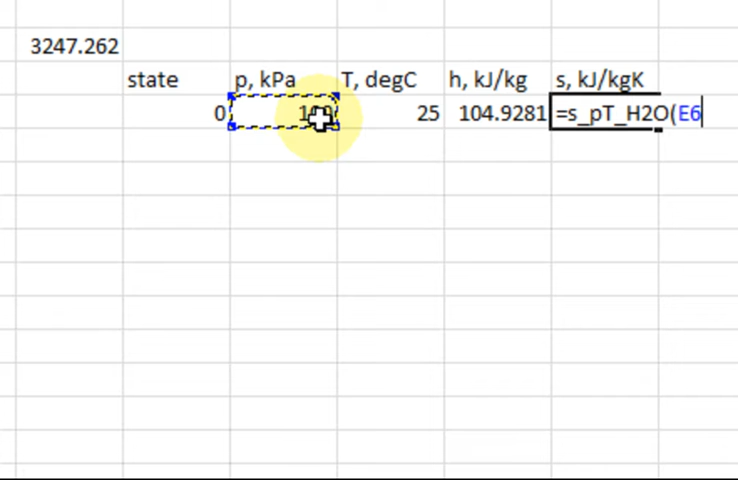 3247.262
state p, kPa T, degC h, kJ/kg s, kJ/kgK
0 25 104.9281 =s_pT_H2O(E6